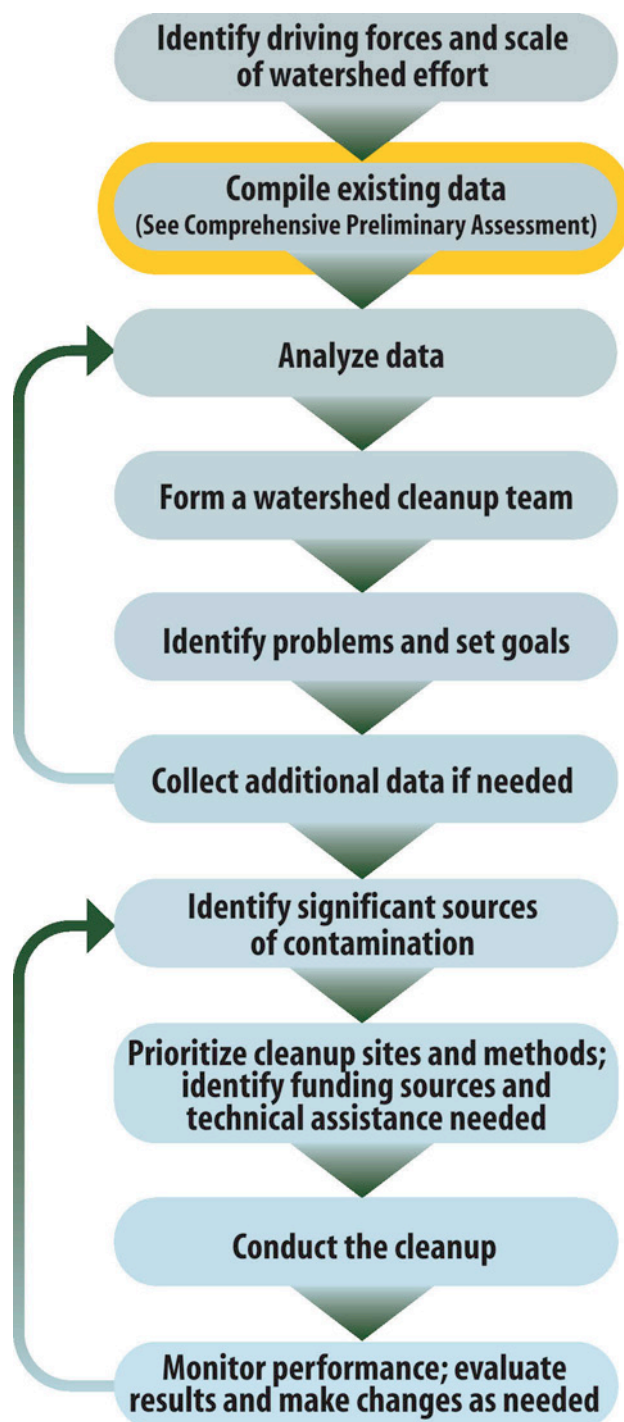 Identify driving forces and scale
of watershed effort
Compile existing data
(See Comprehensive Preliminary Assessment)
Analyze data
Form a watershed cleanup team
Identify problems and set goals
Collect additional data if needed
Identify significant sources
of contamination
Prioritize cleanup sites and methods;
identify funding sources and
technical assistance needed
Conduct the cleanup
Monitor performance; evaluate
results and make changes as needed